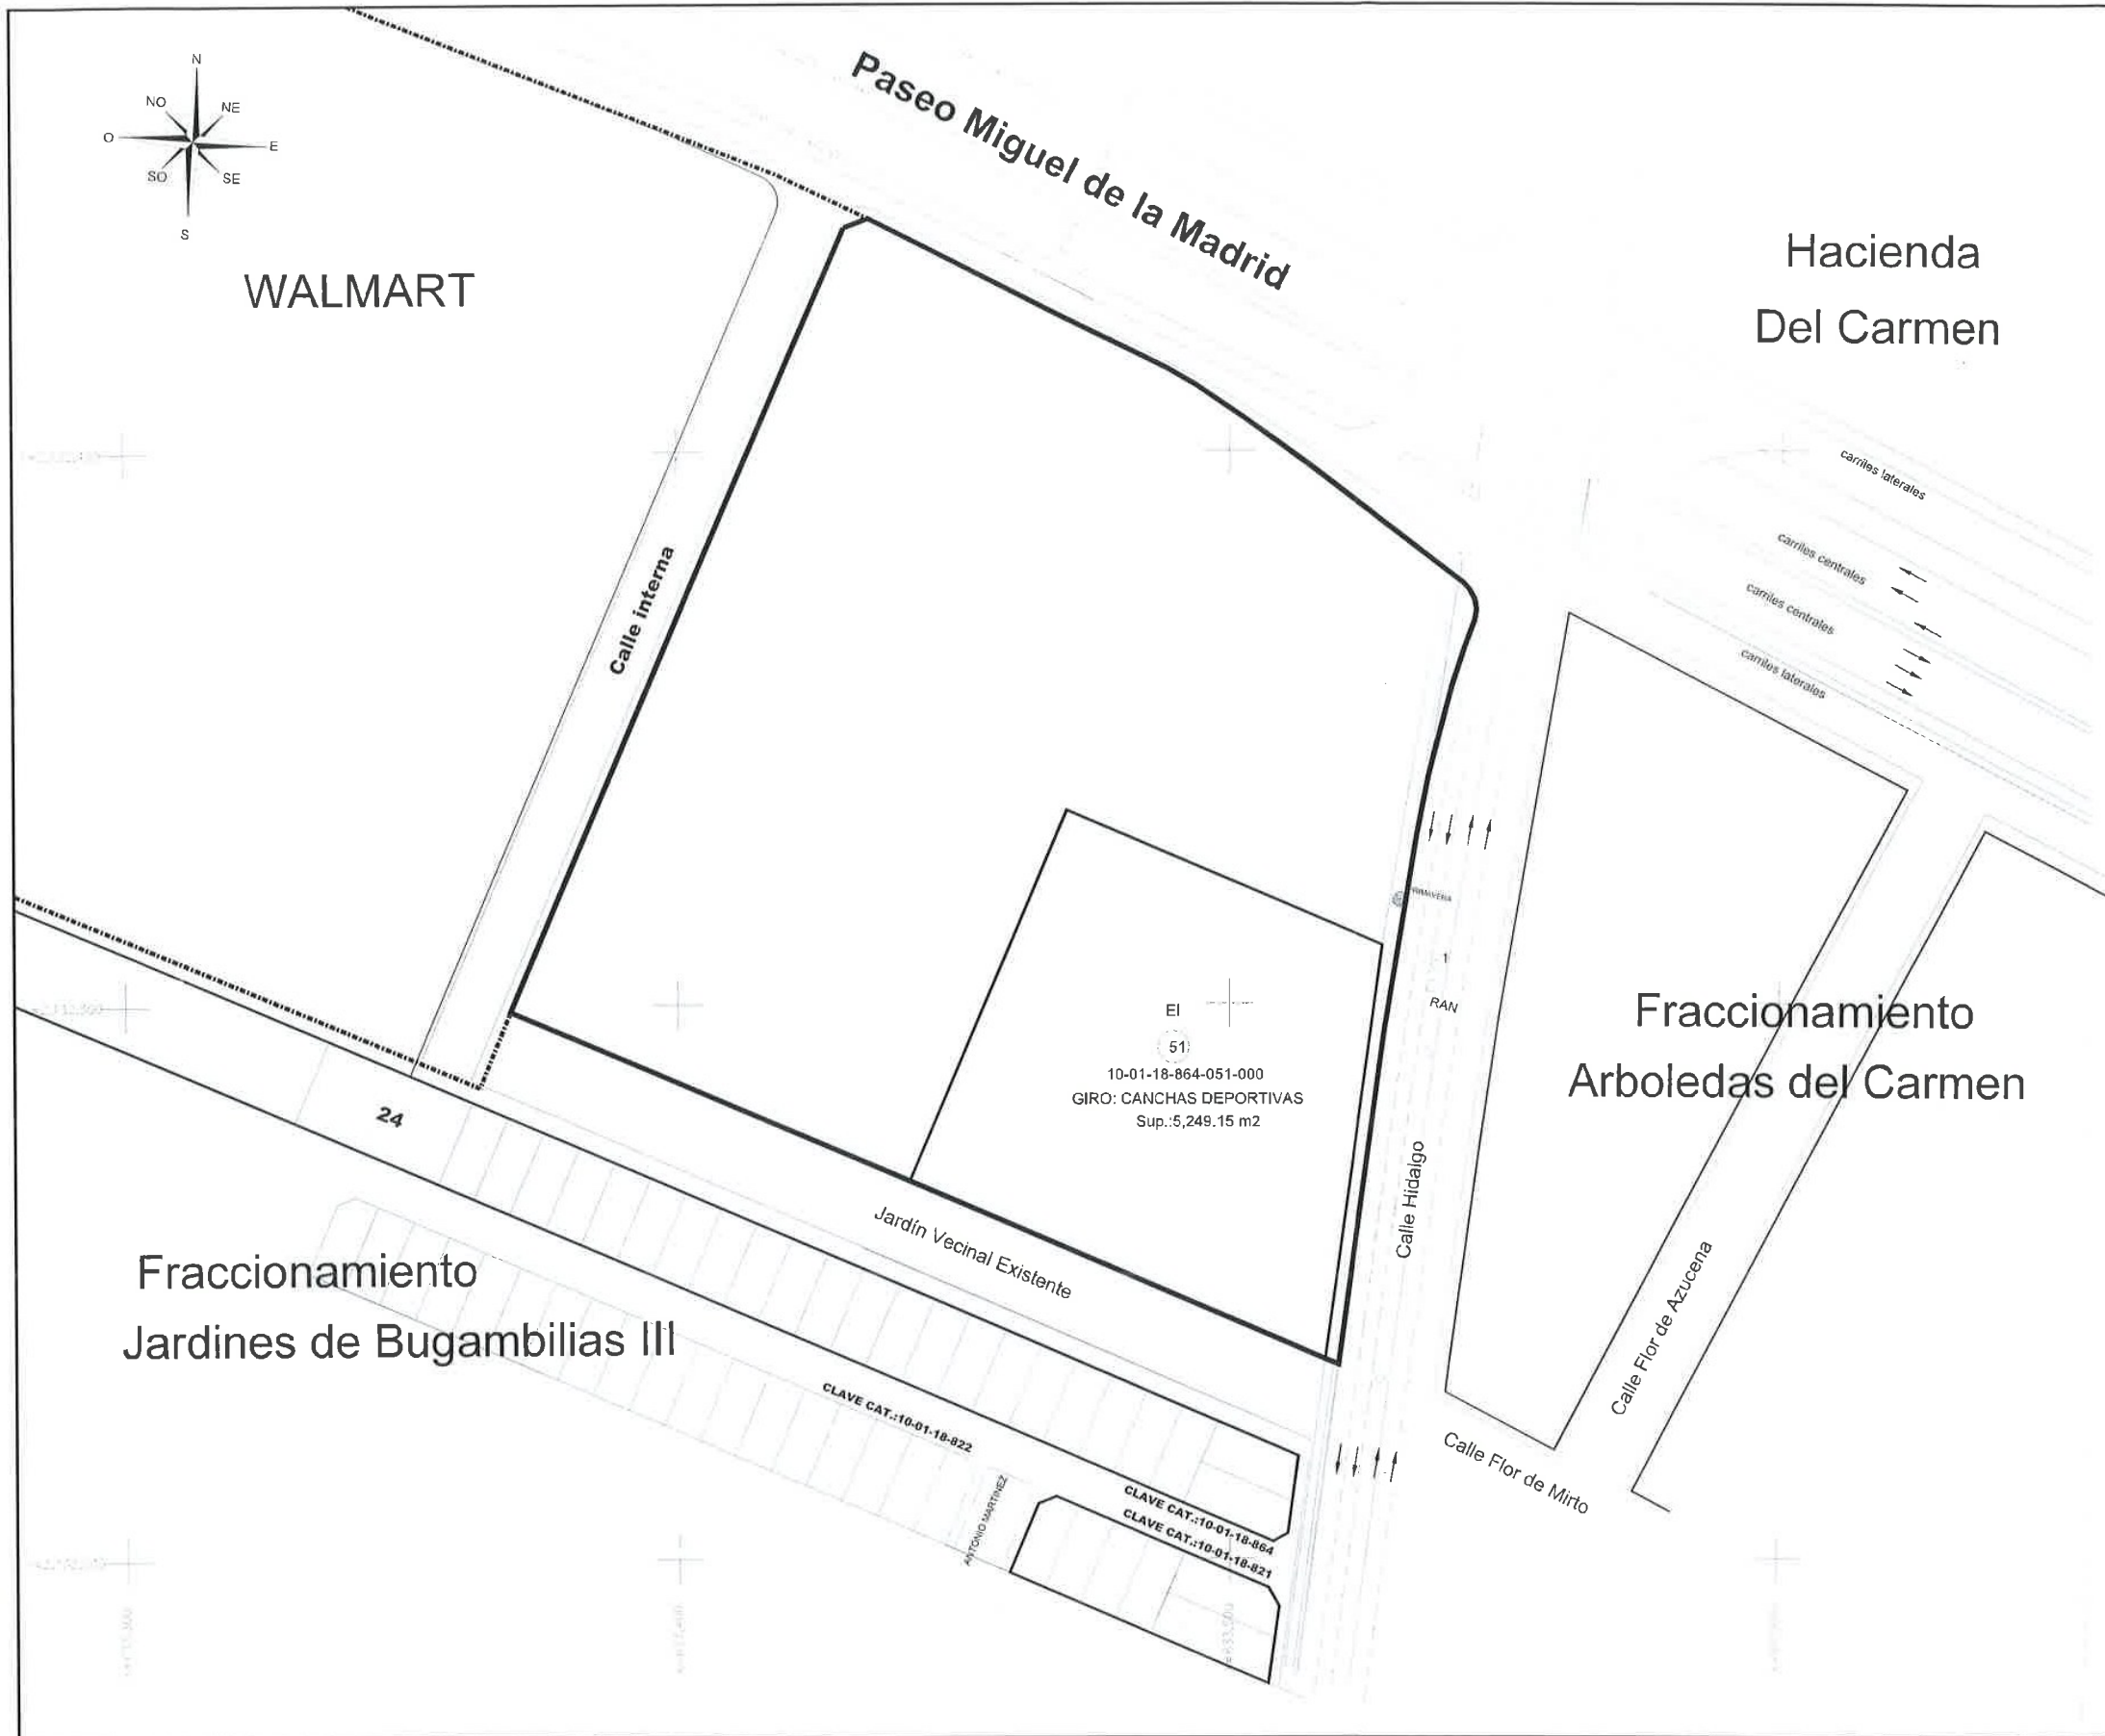 N
NO
NE
O
E
SO
SE
S
WALMART
Paseo Miguel de la Madrid
Hacienda
Del Carmen
carriles laterales
carriles centrales
carriles centrales
carriles laterales
Calle interna
1
RAN
El
51
10-01-18-864-051-000
GIRO: CANCHAS DEPORTIVAS
Sup.:5,249.15 m2
Fraccionamiento
Arboledas del Carmen
24
Calle Hidalgo
Jardín Vecinal Existente
Fraccionamiento
Jardines de Bugambilias III
Calle Flor de Azucena
CLAVE CAT.:10-01-18-822
Calle Flor de Mirto
ANTONIO MARTINEZ
CLAVE CAT.:10-01-18-864
CLAVE CAT.:10-01-18-821